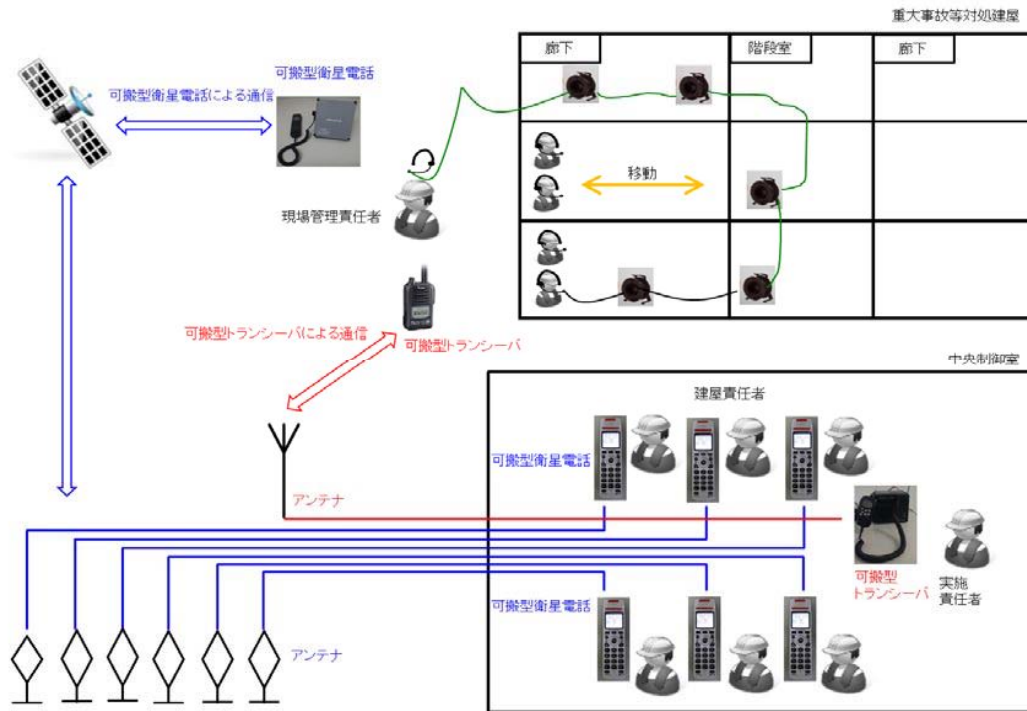 重大事故等対処建屋
廊下
階段室
廊下
可搬型衛星電話
可搬型衛星電話による通信
移動
現場管理責任者
可搬型トランシーバによる通信
可搬型トランシーバ
中央制御室
建屋責任者
可搬型衛星電話
アンテナ
可搬型
トランシーバ
実施
責任者
可搬型衛星電話
アンテナ